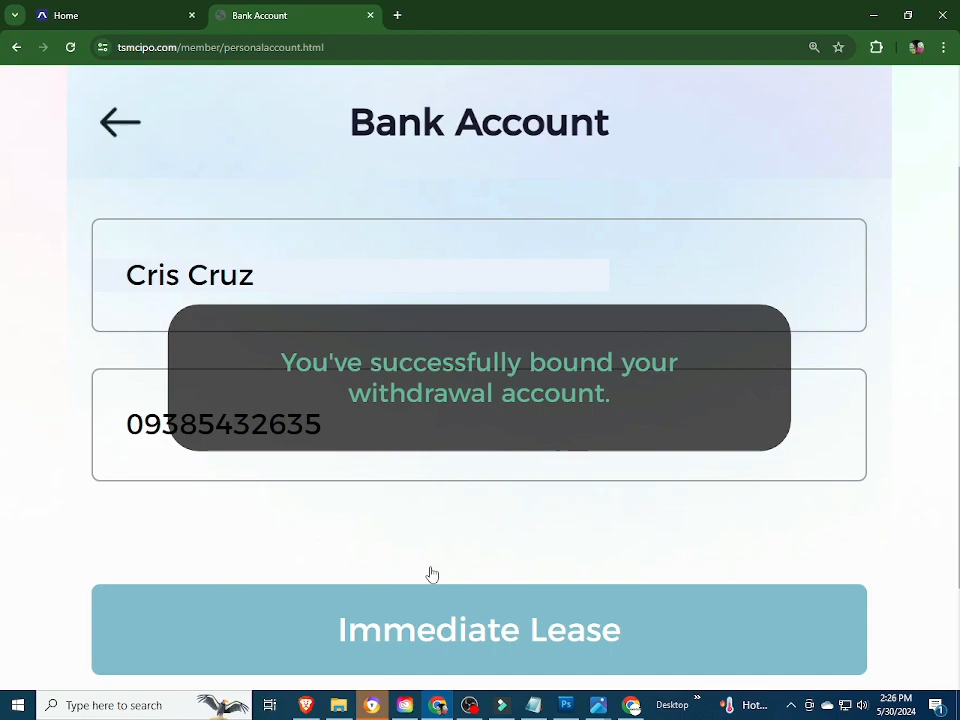 Home
Bank Account
tsmcipo.com/member/personalaccount.html
Bank Account
Cris Cruz
You've successfully bound your
withdrawal account.
09385432635
Immediate Lease
Type here to search
Desktop
Hot...
2:26 PM
5/30/2024
1